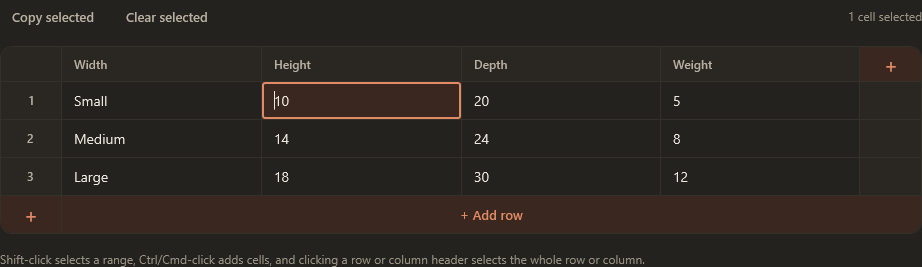 Copy selected Clear selected 1 cell selected
Width Height Depth Weight +
1 Small 10 20 5
2 Medium 14 24 8
3 Large 18 30 12
+ + Add row
Shift-click selects a range, Ctrl/Cmd-click adds cells, and clicking a row or column header selects the whole row or column.